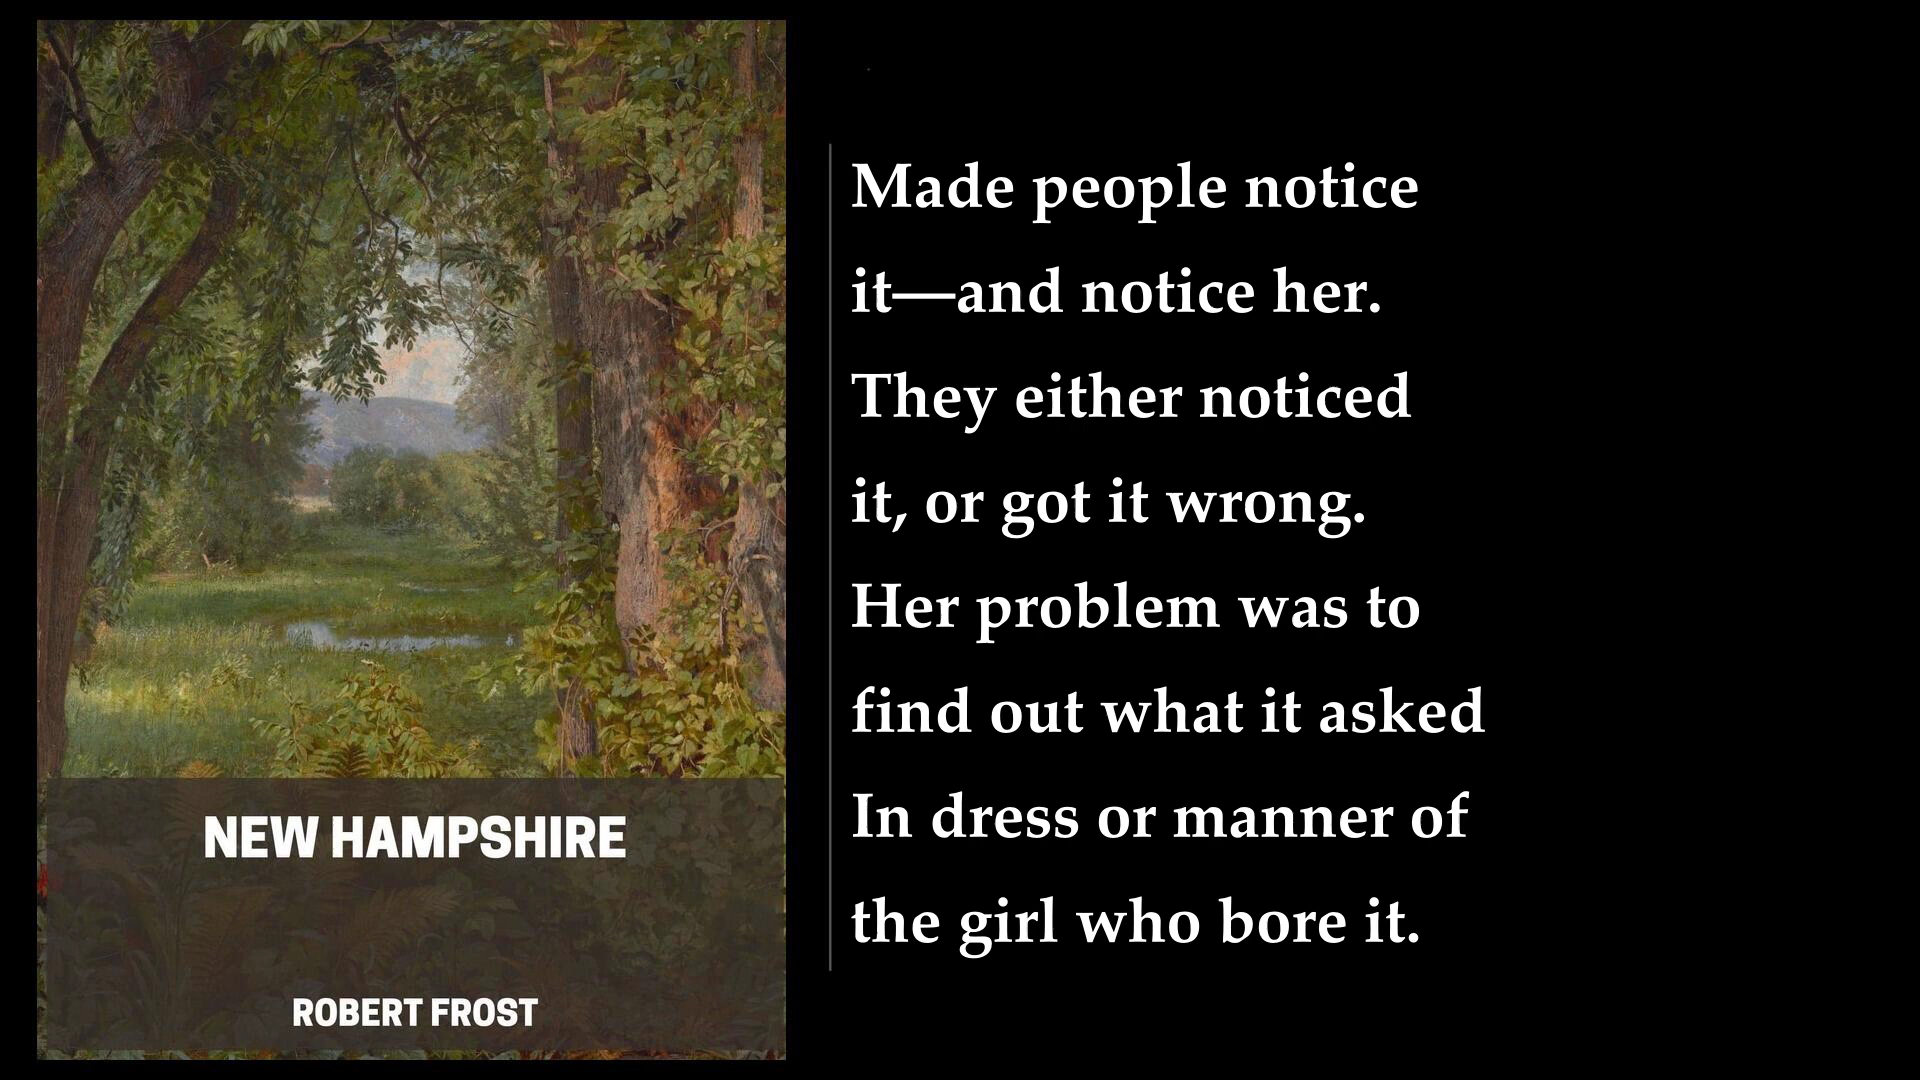 NEW HAMPSHIRE
ROBERT FROST
Made people notice
it—and notice her.
They either noticed
it, or got it wrong.
Her problem was to
find out what it asked
In dress or manner of
the girl who bore it.